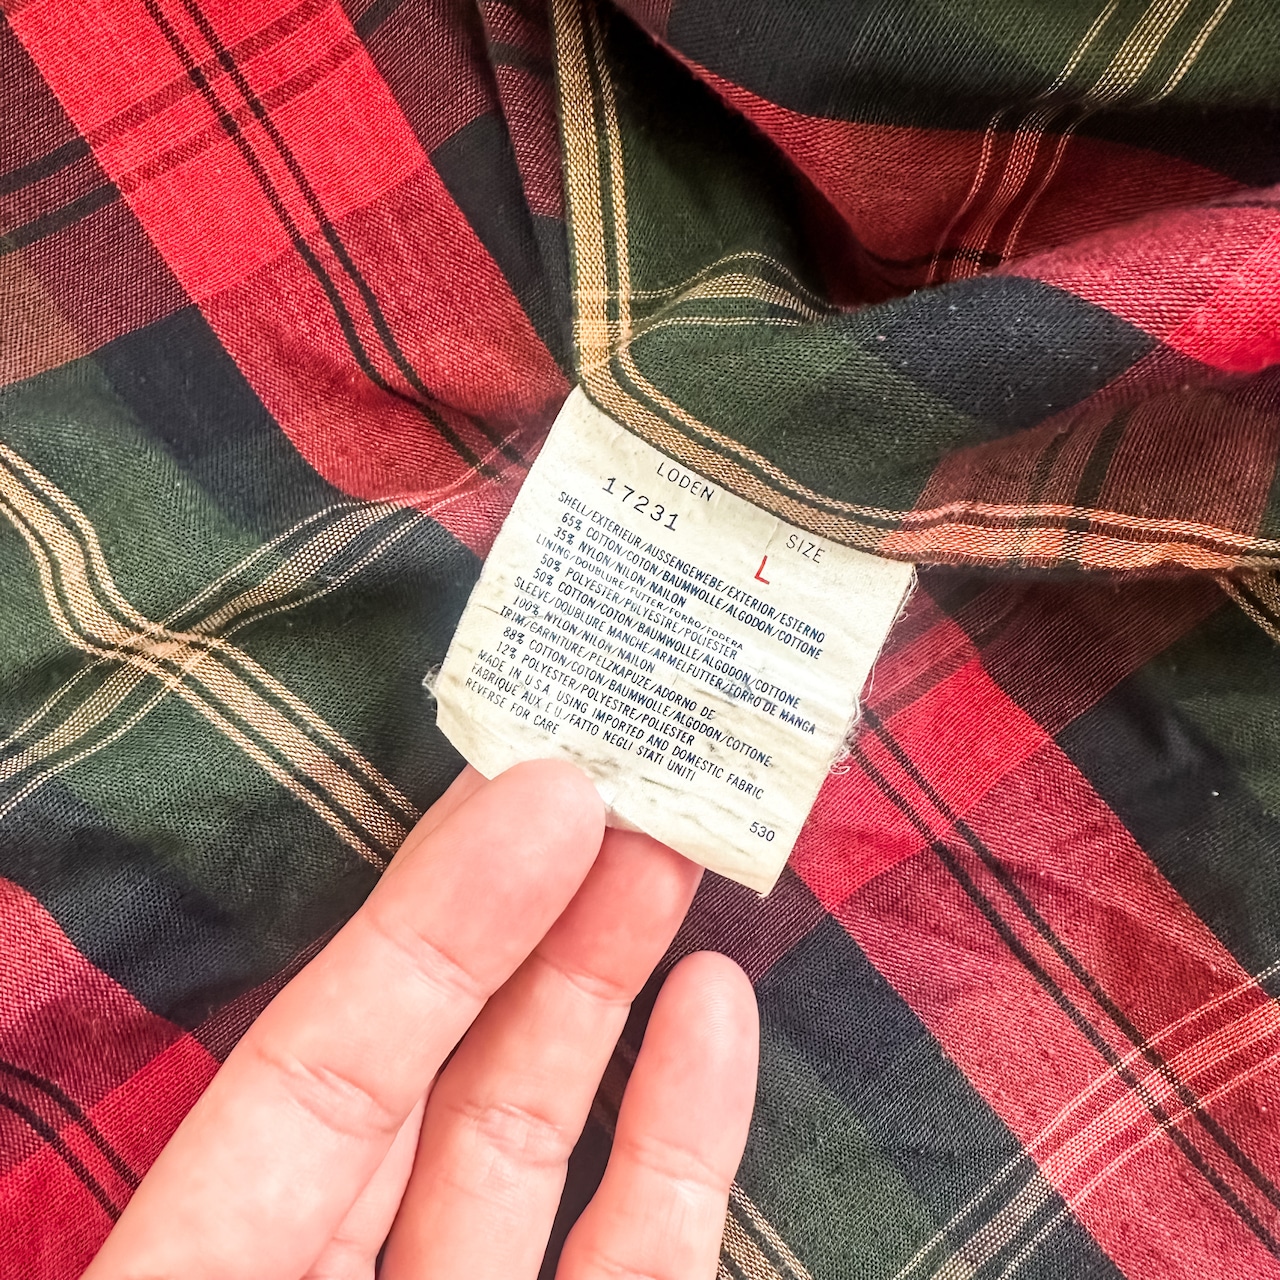 LODEN
17231
SIZE
L
SHELL/EXTERIEUR/AUSSENGEWEBE/EXTERIOR/ESTERNO
65% COTTON/COTON/BAUMWOLLE/ALGODON/COTTONE
35% NYLON/NILON/NAILON
LINING/DOUBLURE/FUTTER/FORRO/FODERA
50% POLYESTER/POLYESTRE/POLIESTER
50% COTTON/COTON/BAUMWOLLE/ALGODON/COTTONE
SLEEVE/DOUBLURE MANCHE/ARMELFUTTER/FORRO DE MANGA
100% NYLON/NILON/NAILON
TRIM/GARNITURE/PELZKAPUZE/ADORNO DE
88% COTTON/COTON/BAUMWOLLE/ALGODON/COTTONE.
12% POLYESTER/POLYESTRE/POLIESTER
MADE IN U.S.A. USING IMPORTED AND DOMESTIC FABRIC
FABRIQUE AUX E.U./FATTO NEGLI STATI UNITI
REVERSE FOR CARE
530